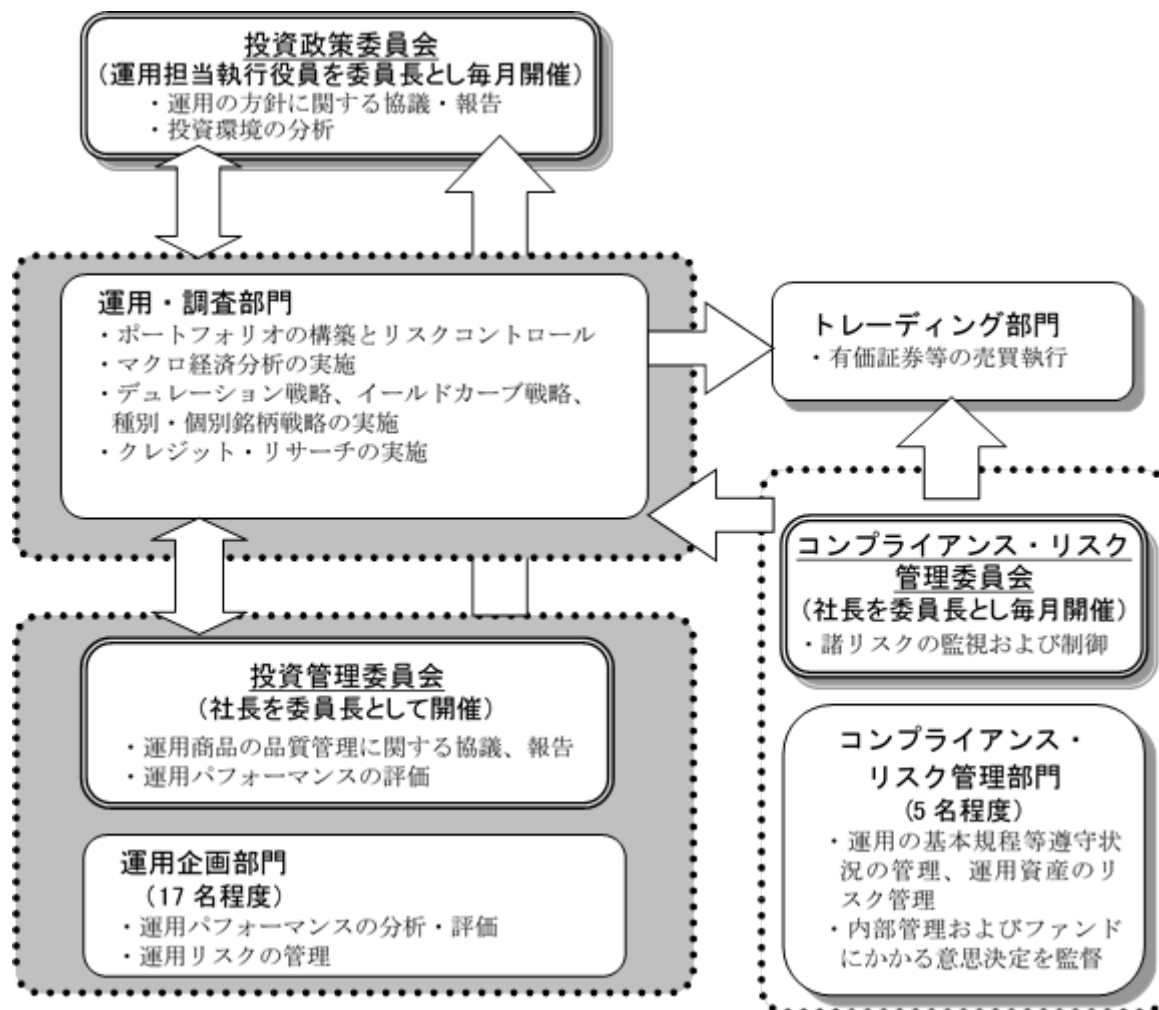 投資政策委員会
（運用担当執行役員を委員長とし毎月開催）
・運用の方針に関する協議・報告
・投資環境の分析
運用・調査部門
・ポートフォリオの構築とリスクコントロール
・マクロ経済分析の実施
・デュレーション戦略、イールドカーブ戦略、
種別・個別銘柄戦略の実施
・クレジット・リサーチの実施
トレーディング部門
・有価証券等の売買執行
コンプライアンス・リスク
管理委員会
（社長を委員長とし毎月開催）
・諸リスクの監視および制御
投資管理委員会
（社長を委員長として開催）
・運用商品の品質管理に関する協議、報告
・運用パフォーマンスの評価
運用企画部門
（17 名程度）
・運用パフォーマンスの分析・評価
・運用リスクの管理
コンプライアンス・
リスク管理部門
（5 名程度）
・運用の基本規程等遵守状
況の管理、運用資産のリ
スク管理
・内部管理およびファンド
にかかる意思決定を監督